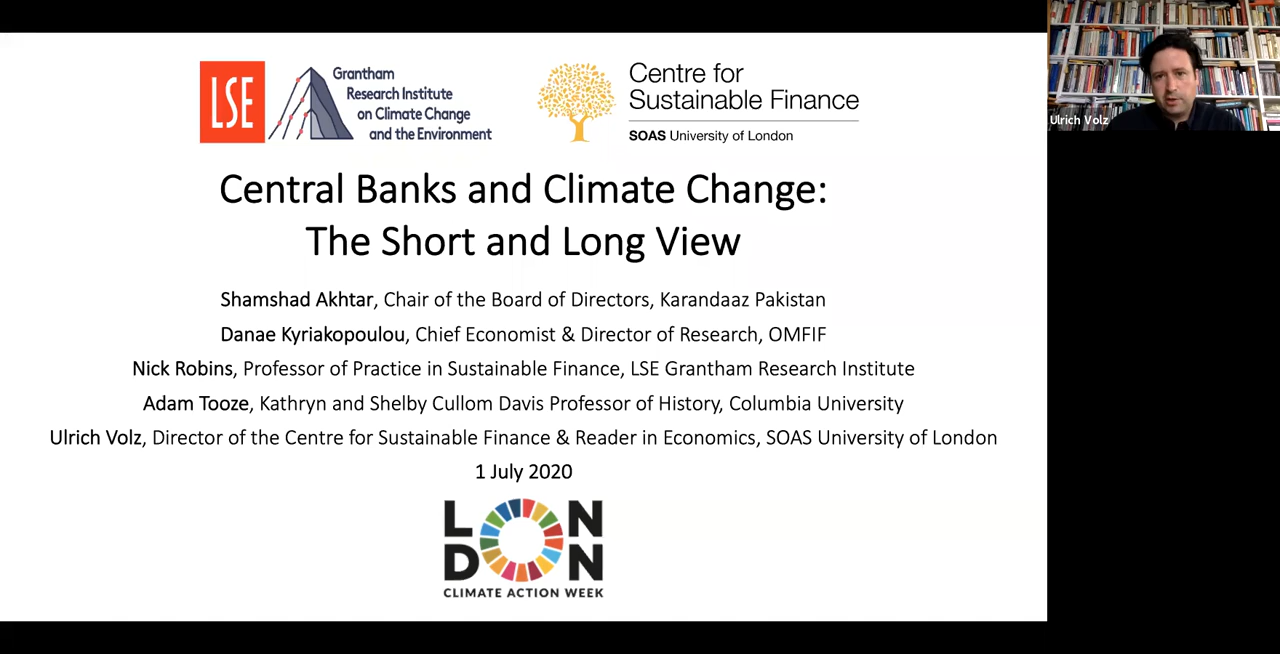 LSE
Grantham
Research Institute
on Climate Change
and the Environment
Centre for
Sustainable Finance
SOAS University of London
Central Banks and Climate Change:
The Short and Long View
Shamshad Akhtar, Chair of the Board of Directors, Karandaaz Pakistan
Danae Kyriakopoulou, Chief Economist & Director of Research, OMFIF
Nick Robins, Professor of Practice in Sustainable Finance, LSE Grantham Research Institute
Adam Tooze, Kathryn and Shelby Cullom Davis Professor of History, Columbia University
Ulrich Volz, Director of the Centre for Sustainable Finance & Reader in Economics, SOAS University of London
1 July 2020
LON
DON
CLIMATE ACTION WEEK
Ulrich Volz